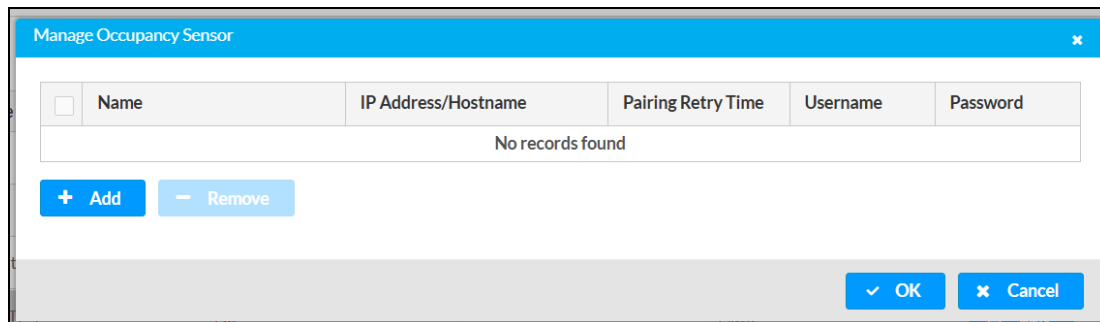 Manage Occupancy Sensor
Name IP Address/Hostname Pairing Retry Time Username Password
No records found
Add Remove
OK Cancel